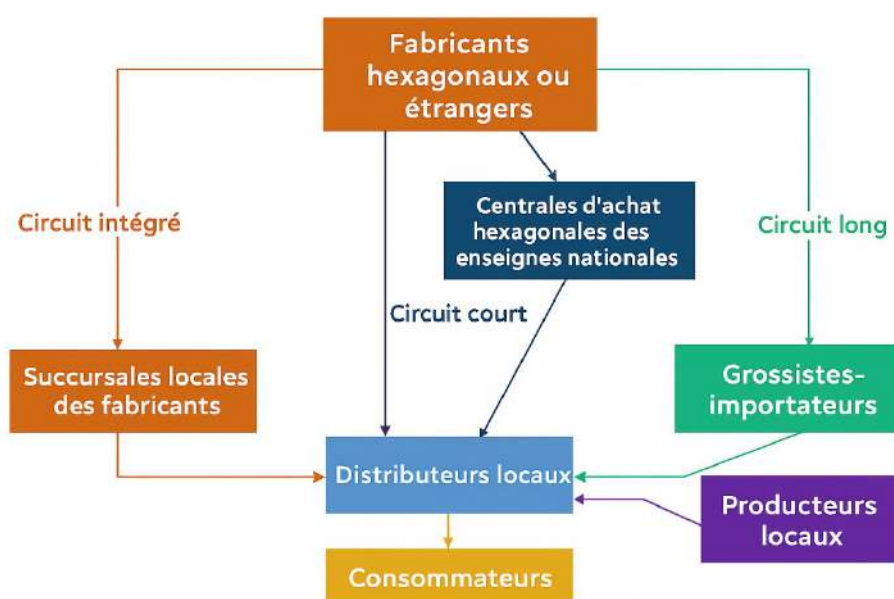 Fabricants
hexagonaux ou
étrangers
Centrales d'achat
hexagonales des
enseignes nationales
Circuit intégré
Circuit long
Circuit court
Succursales locales
des fabricants
Grossistes-
importateurs
Distributeurs locaux
Producteurs
locaux
Consommateurs